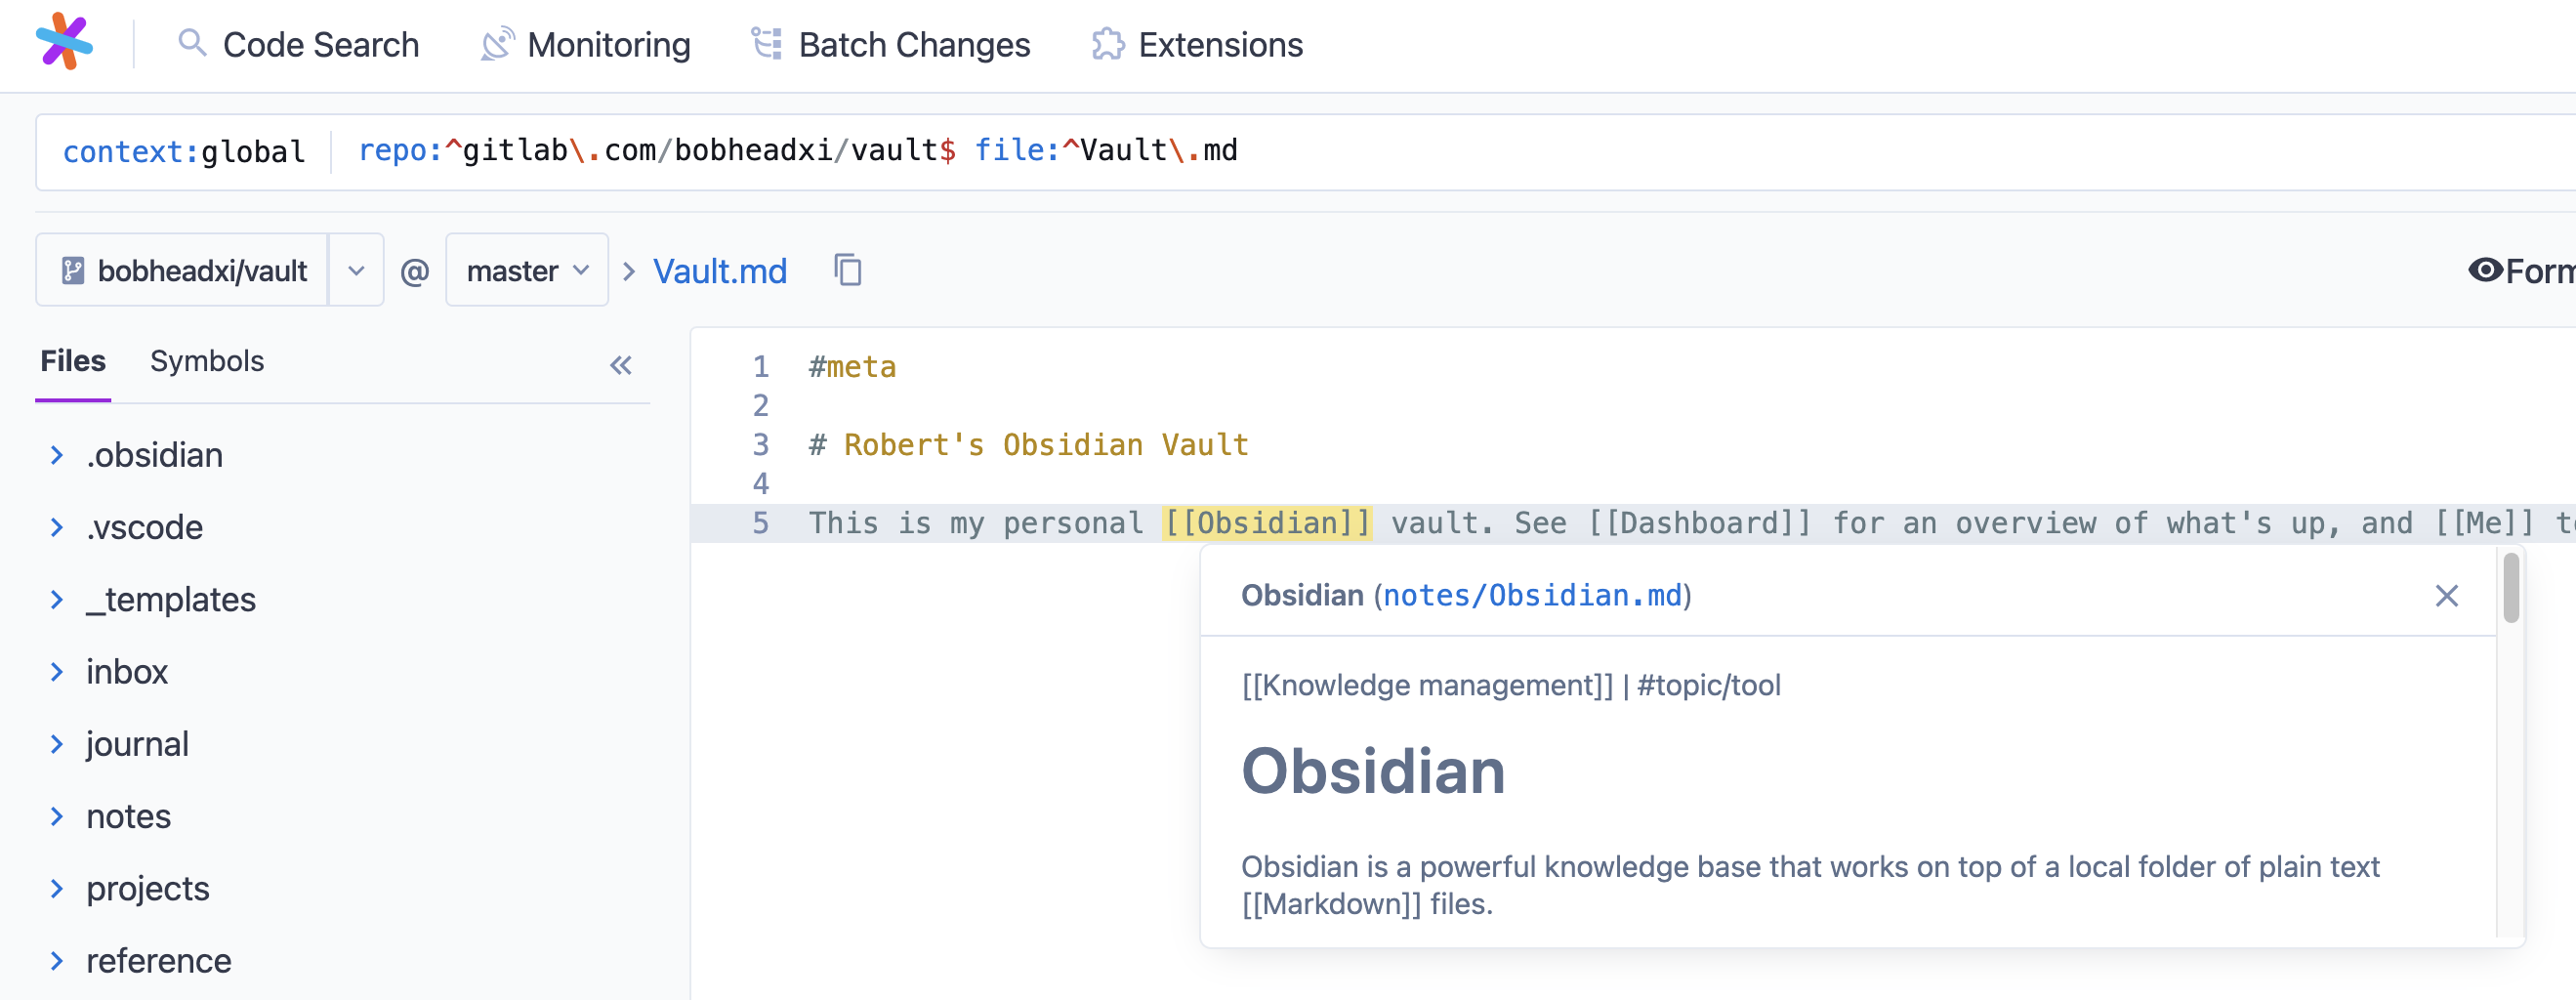 Code Search Monitoring Batch Changes Extensions
context:global repo:^gitlab\.com/bobheadxi/vault$ file:^Vault\.md
bobheadxi/vault @ master > Vault.md
Files Symbols
.obsidian
.vscode
_templates
inbox
journal
notes
projects
reference
1 #meta
2
3 # Robert's Obsidian Vault
4
5 This is my personal [[Obsidian]] vault. See [[Dashboard]] for an overview of what's up, and [[Me]]
Obsidian (notes/Obsidian.md)
[[Knowledge management]] | #topic/tool
Obsidian
Obsidian is a powerful knowledge base that works on top of a local folder of plain text
[[Markdown]] files.